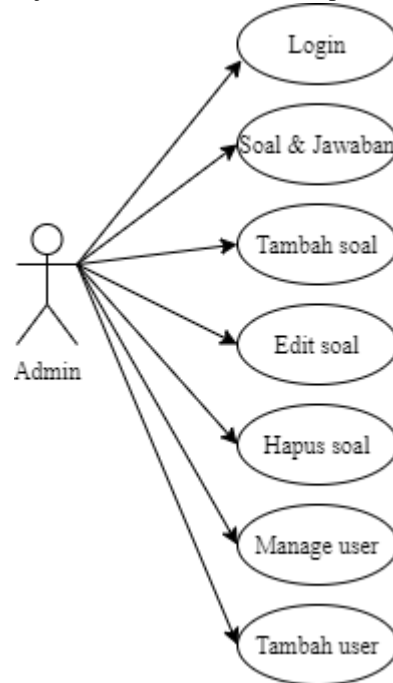 Login
Soal & Jawaban
Tambah soal
Edit soal
Admin
Hapus soal
Manage user
Tambah user